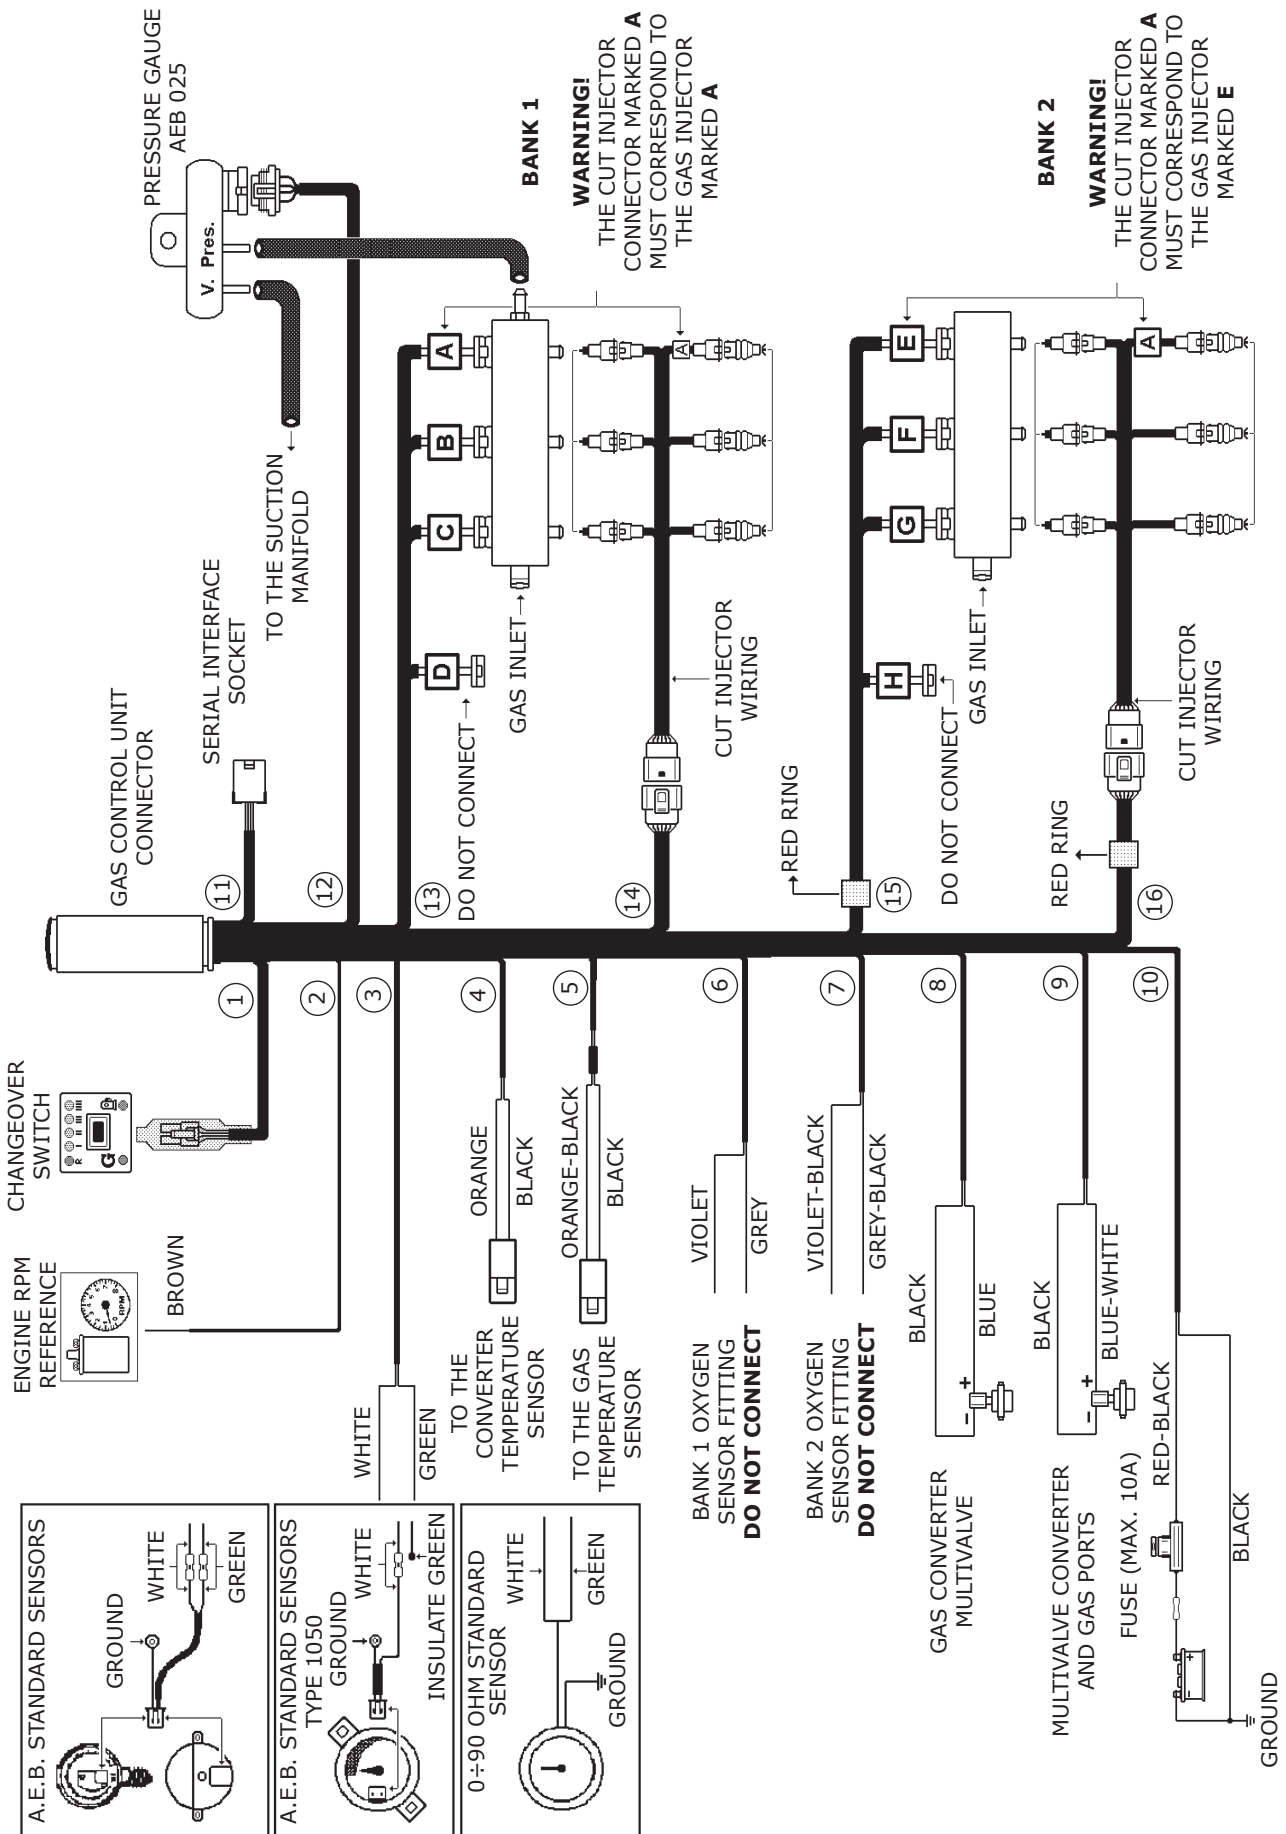 A.E.B. STANDARD SENSORS
GROUND
WHITE
GREEN
A.E.B. STANDARD SENSORS
TYPE 1050
GROUND
WHITE
INSULATE GREEN
0÷90 OHM STANDARD
SENSOR
WHITE
GREEN
GROUND
ENGINE RPM
REFERENCE
RPM
BROWN
CHANGEOVER
SWITCH
R I II III IIII
G
GAS CONTROL UNIT
CONNECTOR
SERIAL INTERFACE
SOCKET
PRESSURE GAUGE
AEB 025
V. Pres.
TO THE SUCTION
MANIFOLD
1
2
3
4
5
6
7
8
9
10
11
12
13
14
15
16
WHITE
GREEN
TO THE
CONVERTER
TEMPERATURE
SENSOR
ORANGE
BLACK
TO THE GAS
TEMPERATURE
SENSOR
ORANGE-BLACK
BLACK
BANK 1 OXYGEN
SENSOR FITTING
DO NOT CONNECT
VIOLET
GREY
BANK 2 OXYGEN
SENSOR FITTING
DO NOT CONNECT
VIOLET-BLACK
GREY-BLACK
GAS CONVERTER
MULTIVALVE
BLACK
BLUE
- +
MULTIVALVE CONVERTER
AND GAS PORTS
BLACK
BLUE-WHITE
- +
FUSE (MAX. 10A)
RED-BLACK
BLACK
- +
GROUND
D
C
B
A
DO NOT CONNECT
GAS INLET
A
CUT INJECTOR
WIRING
BANK 1
WARNING!
THE CUT INJECTOR
CONNECTOR MARKED A
MUST CORRESPOND TO
THE GAS INJECTOR
MARKED A
RED RING
H
G
F
E
DO NOT CONNECT
GAS INLET
A
RED RING
CUT INJECTOR
WIRING
BANK 2
WARNING!
THE CUT INJECTOR
CONNECTOR MARKED A
MUST CORRESPOND TO
THE GAS INJECTOR
MARKED E